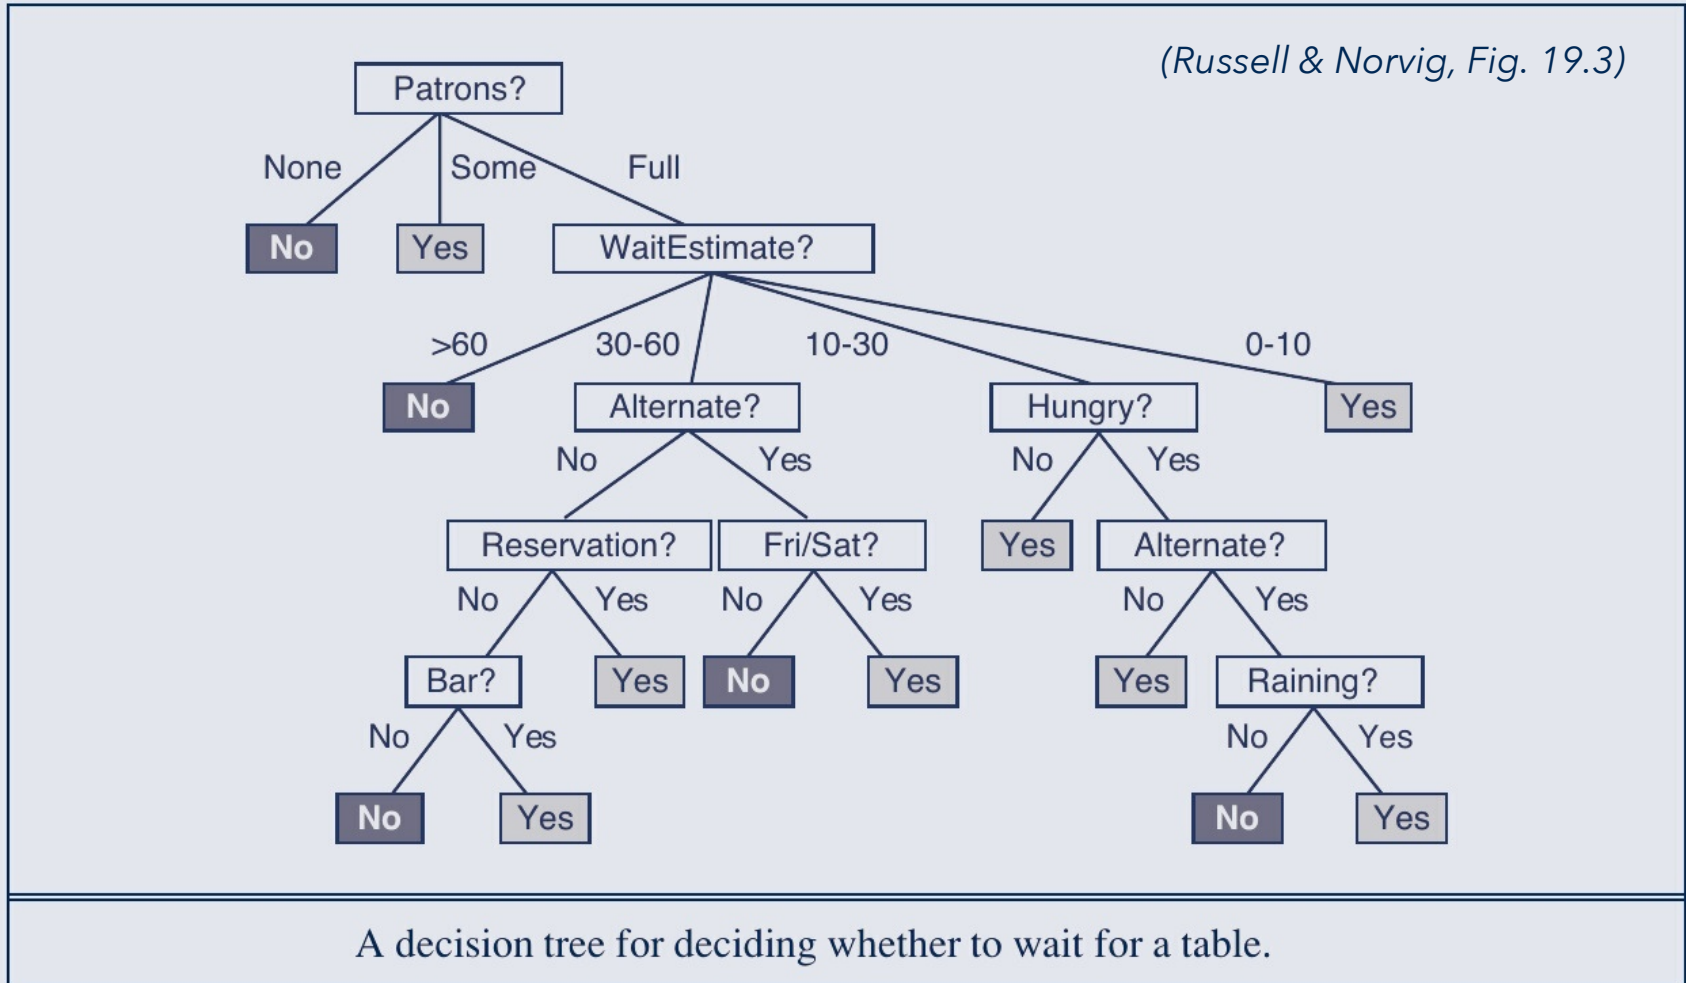 (Russell & Norvig, Fig. 19.3)
Patrons?
None Some Full
No Yes WaitEstimate?
>60 30-60 10-30 0-10
No Alternate? Hungry? Yes
No Yes No Yes
Reservation? Fri/Sat? Yes Alternate?
No Yes No Yes No Yes
Bar? Yes No Yes Yes Raining?
No Yes No Yes
No Yes No Yes
A decision tree for deciding whether to wait for a table.